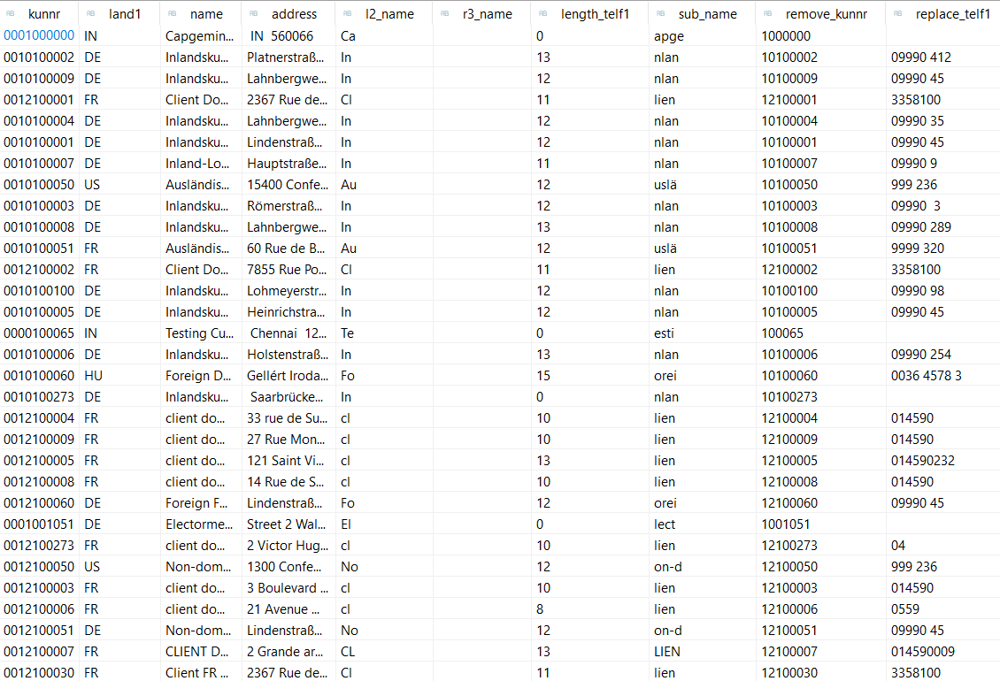 kunnr land1 name address l2_name r3_name length_telf1 sub_name remove_kunnr replace_telf1
0001000000 IN Capgemin... IN 560066 Ca 0 apge 1000000
0010100002 DE Inlandsku... Platnerstraß... In 13 nlan 10100002 09990 412
0010100009 DE Inlandsku... Lahnbergwe... In 12 nlan 10100009 09990 45
0012100001 FR Client Do... 2367 Rue de... Cl 11 lien 12100001 3358100
0010100004 DE Inlandsku... Lahnbergwe... In 12 nlan 10100004 09990 35
0010100001 DE Inlandsku... Lindenstraß... In 12 nlan 10100001 09990 45
0010100007 DE Inland-Lo... Hauptstraße... In 11 nlan 10100007 09990 9
0010100050 US Ausländis... 15400 Confe... Au 12 uslä 10100050 999 236
0010100003 DE Inlandsku... Römerstraß... In 12 nlan 10100003 09990  3
0010100008 DE Inlandsku... Lahnbergwe... In 13 nlan 10100008 09990 289
0010100051 FR Ausländis... 60 Rue de B... Au 12 uslä 10100051 9999 320
0012100002 FR Client Do... 7855 Rue Po... Cl 11 lien 12100002 3358100
0010100100 DE Inlandsku... Lohmeyerstr... In 12 nlan 10100100 09990 98
0010100005 DE Inlandsku... Heinrichstra... In 12 nlan 10100005 09990 45
0000100065 IN Testing Cu... Chennai  12... Te 0 esti 100065
0010100006 DE Inlandsku... Holstenstraß... In 13 nlan 10100006 09990 254
0010100060 HU Foreign D... Gellért Iroda... Fo 15 orei 10100060 0036 4578 3
0010100273 DE Inlandsku... Saarbrücke... In 0 nlan 10100273
0012100004 FR client do... 33 rue de Su... cl 10 lien 12100004 014590
0012100009 FR client do... 27 Rue Mon... cl 10 lien 12100009 014590
0012100005 FR client do... 121 Saint Vi... cl 13 lien 12100005 014590232
0012100008 FR client do... 14 Rue de S... cl 10 lien 12100008 014590
0012100060 DE Foreign F... Lindenstraß... Fo 12 orei 12100060 09990 45
0001001051 DE Electorme... Street 2 Wal... El 0 lect 1001051
0012100273 FR client do... 2 Victor Hug... cl 10 lien 12100273 04
0012100050 US Non-dom... 1300 Confe... No 12 on-d 12100050 999 236
0012100003 FR client do... 3 Boulevard ... cl 10 lien 12100003 014590
0012100006 FR client do... 21 Avenue ... cl 8 lien 12100006 0559
0012100051 DE Non-dom... Lindenstraß... No 12 on-d 12100051 09990 45
0012100007 FR CLIENT D... 2 Grande ar... CL 13 LIEN 12100007 014590009
0012100030 FR Client FR ... 2367 Rue de... Cl 11 lien 12100030 3358100